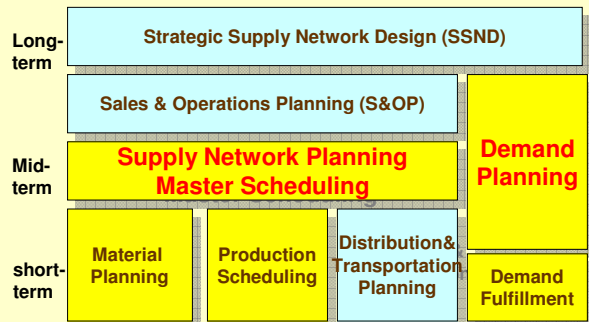 Long-
term
Strategic Supply Network Design (SSND)
Sales & Operations Planning (S&OP)
Demand
Planning
Mid-
term
Supply Network Planning
Master Scheduling
short-
term
Material
Planning
Production
Scheduling
Distribution&
Transportation
Planning
Demand
Fulfillment